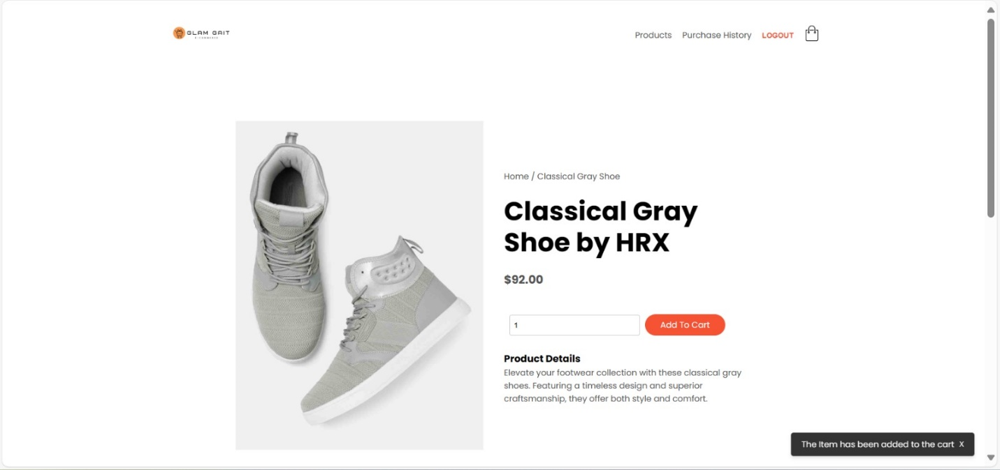 GLAM GAIT
E-COMMERCE
Products Purchase History LOGOUT
Home / Classical Gray Shoe
Classical Gray
Shoe by HRX
$92.00
1 Add To Cart
Product Details
Elevate your footwear collection with these classical gray
shoes. Featuring a timeless design and superior
craftsmanship, they offer both style and comfort.
The Item has been added to the cart X